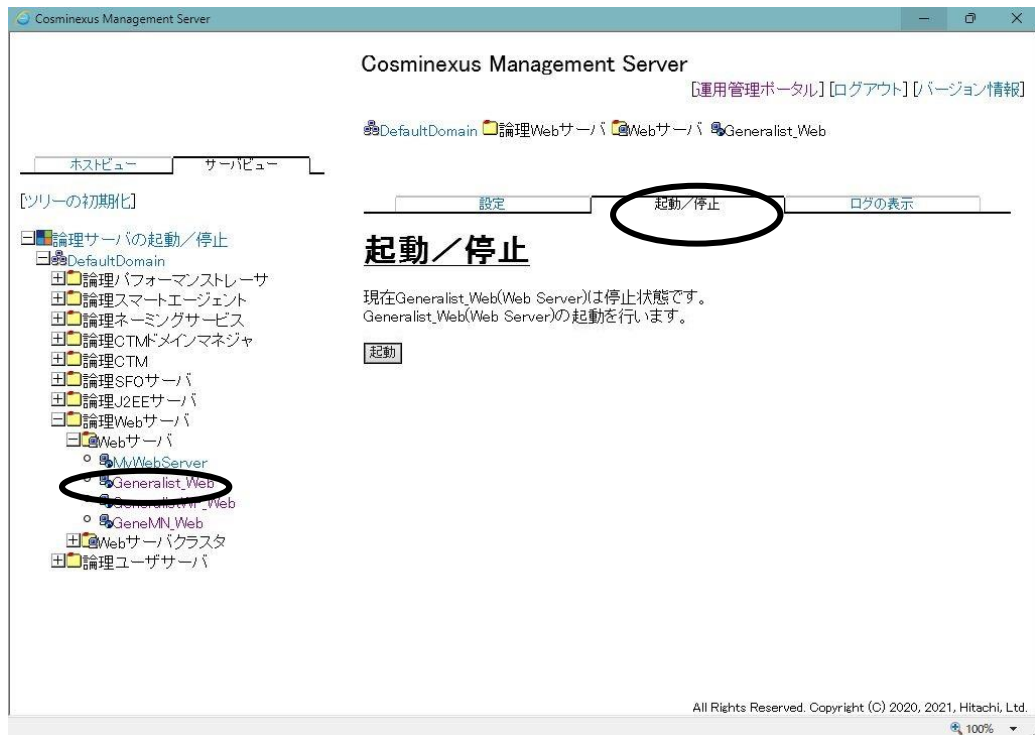 Cosminexus Management Server
Cosminexus Management Server
[運用管理ポータル] [ログアウト] [バージョン情報]
DefaultDomain 論理Webサーバ Webサーバ Generalist_Web
ホストビュー サーバビュー
[ツリーの初期化]
設定 起動／停止 ログの表示
論理サーバの起動／停止
DefaultDomain
論理パフォーマンストレーサ
論理スマートエージェント
論理ネーミングサービス
論理CTMドメインマネジャ
論理CTM
論理SFOサーバ
論理J2EEサーバ
論理Webサーバ
Webサーバ
MyWebServer
Generalist_Web
GeneralistWP_Web
GeneMN_Web
Webサーバクラスタ
論理ユーザサーバ
起動／停止
現在Generalist_Web(Web Server)は停止状態です。
Generalist_Web(Web Server)の起動を行います。
起動
All Rights Reserved. Copyright (C) 2020, 2021, Hitachi, Ltd.
100%